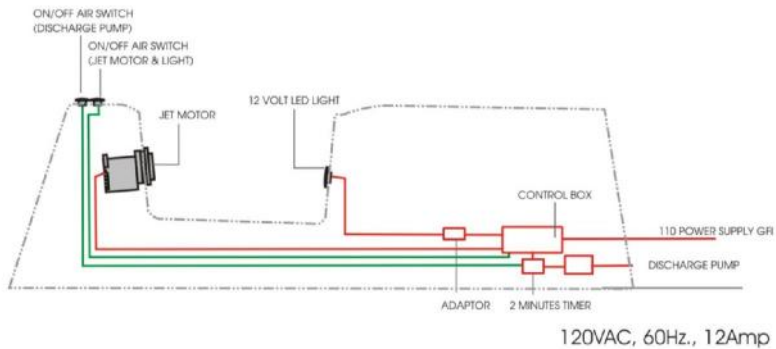 ON/OFF AIR SWITCH
(DISCHARGE PUMP)
ON/OFF AIR SWITCH
(JET MOTOR & LIGHT)
12 VOLT LED LIGHT
JET MOTOR
CONTROL BOX
110 POWER SUPPLY GFI
DISCHARGE PUMP
ADAPTOR
2 MINUTES TIMER
120VAC, 60Hz., 12Amp